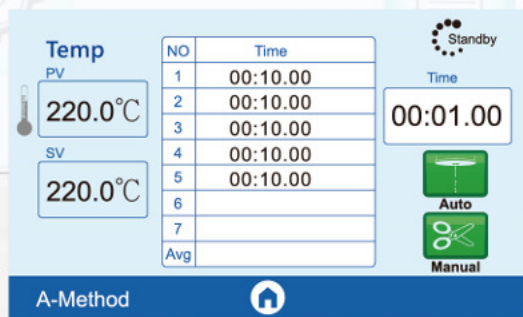 Standby
Temp
PV
220.0℃
SV
220.0℃
NO Time
1 00:10.00
2 00:10.00
3 00:10.00
4 00:10.00
5 00:10.00
6
7
Avg
Time
00:01.00
Auto
Manual
A-Method